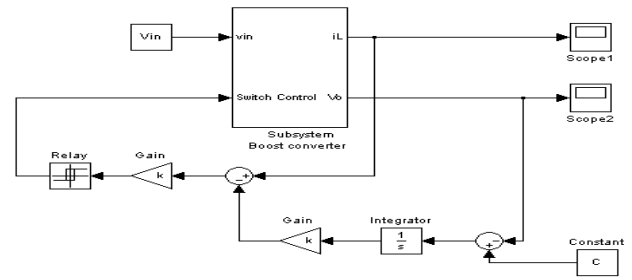 Vin
vin
iL
Scope1
Switch Control
Vo
Scope2
Subsystem
Boost converter
Relay
Gain
k
+
−
Gain
k
Integrator
1
s
−
+
Constant
C